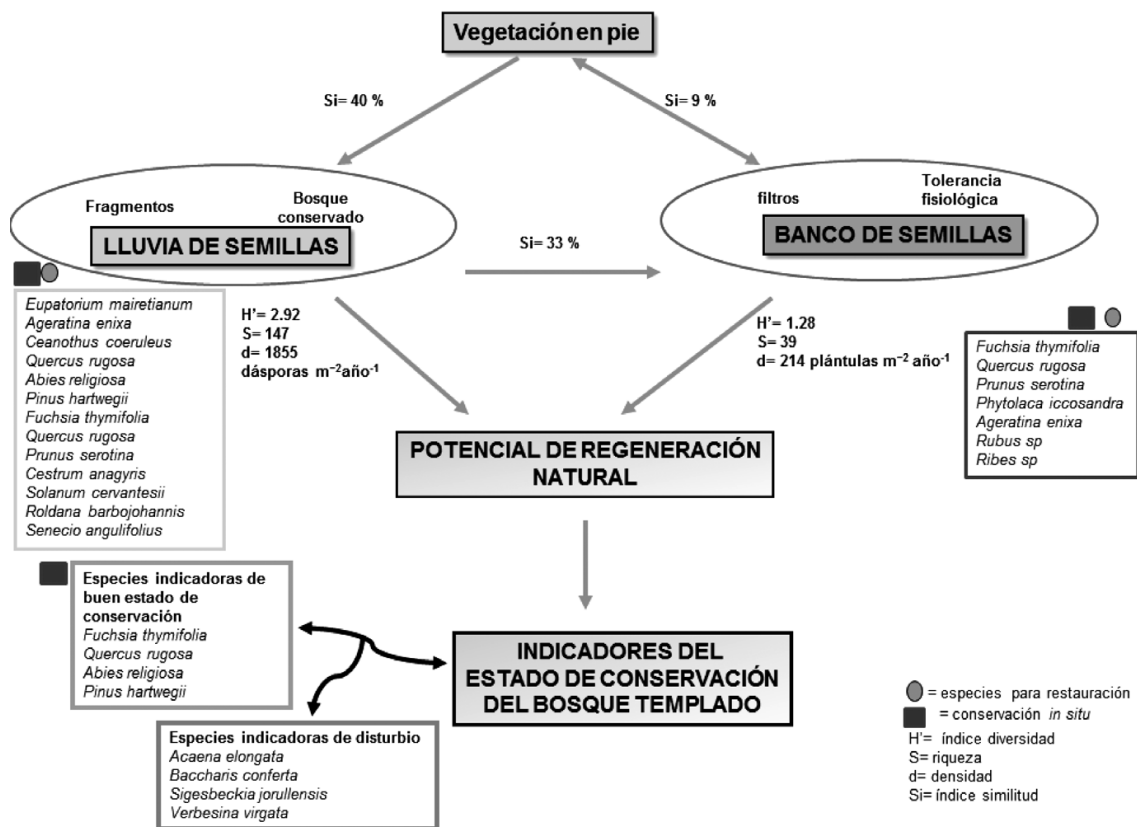 Vegetación en pie
Si= 40 %
Si= 9 %
Fragmentos
Bosque
conservado
LLUVIA DE SEMILLAS
filtros
Tolerancia
fisiológica
BANCO DE SEMILLAS
Si= 33 %
Eupatorium mairetianum
Ageratina enixa
Ceanothus coeruleus
Quercus rugosa
Abies religiosa
Pinus hartwegii
Fuchsia thymifolia
Quercus rugosa
Prunus serotina
Cestrum anagyris
Solanum cervantesii
Roldana barbojohannis
Senecio angulifolius
H'= 2.92
S= 147
d= 1855
dásporas m⁻²año⁻¹
H'= 1.28
S= 39
d= 214 plántulas m⁻² año⁻¹
Fuchsia thymifolia
Quercus rugosa
Prunus serotina
Phytolaca iccosandra
Ageratina enixa
Rubus sp
Ribes sp
POTENCIAL DE REGENERACIÓN
NATURAL
Especies indicadoras de
buen estado de
conservación
Fuchsia thymifolia
Quercus rugosa
Abies religiosa
Pinus hartwegii
INDICADORES DEL
ESTADO DE CONSERVACIÓN
DEL BOSQUE TEMPLADO
Especies indicadoras de disturbio
Acaena elongata
Baccharis conferta
Sigesbeckia jorullensis
Verbesina virgata
= especies para restauración
= conservación in situ
H'= índice diversidad
S= riqueza
d= densidad
Si= índice similitud